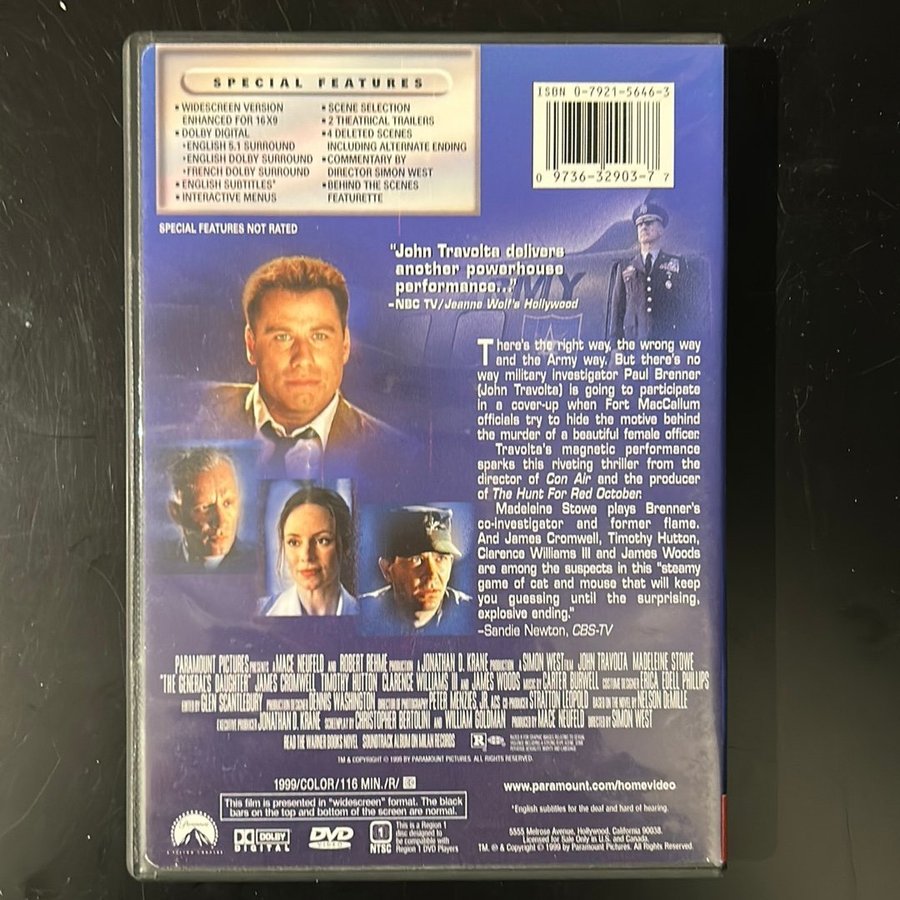 SPECIAL FEATURES
▪ WIDESCREEN VERSION
ENHANCED FOR 16X9
▪ DOLBY DIGITAL
▪ ENGLISH 5.1 SURROUND
▪ ENGLISH DOLBY SURROUND
▪ FRENCH DOLBY SURROUND
▪ ENGLISH SUBTITLES*
▪ INTERACTIVE MENUS
▪ SCENE SELECTION
▪ 2 THEATRICAL TRAILERS
▪ 4 DELETED SCENES
INCLUDING ALTERNATE ENDING
▪ COMMENTARY BY
DIRECTOR SIMON WEST
▪ BEHIND THE SCENES
FEATURETTE
SPECIAL FEATURES NOT RATED
ISBN 0-7921-5646-3
0 9736-32903-7 7
"John Travolta delivers
another powerhouse
performance..."
–NBC TV/Jeanne Wolf's Hollywood
There's the right way, the wrong way
and the Army way. But there's no
way military investigator Paul Brenner
(John Travolta) is going to participate
in a cover-up when Fort MacCallum
officials try to hide the motive behind
the murder of a beautiful female officer.
Travolta's magnetic performance
sparks this riveting thriller from the
director of Con Air and the producer
of The Hunt For Red October.
Madeleine Stowe plays Brenner's
co-investigator and former flame.
And James Cromwell, Timothy Hutton,
Clarence Williams III and James Woods
are among the suspects in this "steamy
game of cat and mouse that will keep
you guessing until the surprising,
explosive ending."
–Sandie Newton, CBS-TV
PARAMOUNT PICTURES PRESENTS A MACE NEUFELD AND ROBERT REHME PRODUCTION A JONATHAN D. KRANE PRODUCTION A SIMON WEST FILM JOHN TRAVOLTA MADELEINE STOWE
"THE GENERAL'S DAUGHTER" JAMES CROMWELL TIMOTHY HUTTON CLARENCE WILLIAMS III AND JAMES WOODS MUSIC BY CARTER BURWELL COSTUME DESIGNER ERICA EDELL PHILLIPS
EDITED BY GLEN SCANTLEBURY PRODUCTION DESIGNER DENNIS WASHINGTON DIRECTOR OF PHOTOGRAPHY PETER MENZIES, JR. ACS CO-PRODUCER STRATTON LEOPOLD BASED ON THE NOVEL BY NELSON DeMILLE
EXECUTIVE PRODUCER JONATHAN D. KRANE SCREENPLAY BY CHRISTOPHER BERTOLINI AND WILLIAM GOLDMAN PRODUCED BY MACE NEUFELD DIRECTED BY SIMON WEST
READ THE WARNER BOOKS NOVEL SOUNDTRACK ALBUM ON MILAN RECORDS R
TM & COPYRIGHT © 1999 BY PARAMOUNT PICTURES. ALL RIGHTS RESERVED.
1999/COLOR/116 MIN./R/
This film is presented in "widescreen" format. The black
bars on the top and bottom of the screen are normal.
www.paramount.com/homevideo
*English subtitles for the deaf and hard of hearing.
Paramount
DOLBY
DIGITAL
DVD
VIDEO
1
NTSC
This is a Region 1
disc designed to
be compatible with
Region 1 DVD Players
5555 Melrose Avenue, Hollywood, California 90038.
Licensed for Sale Only in U.S. and Canada.
TM, ® & Copyright © 1999 by Paramount Pictures. All Rights Reserved.